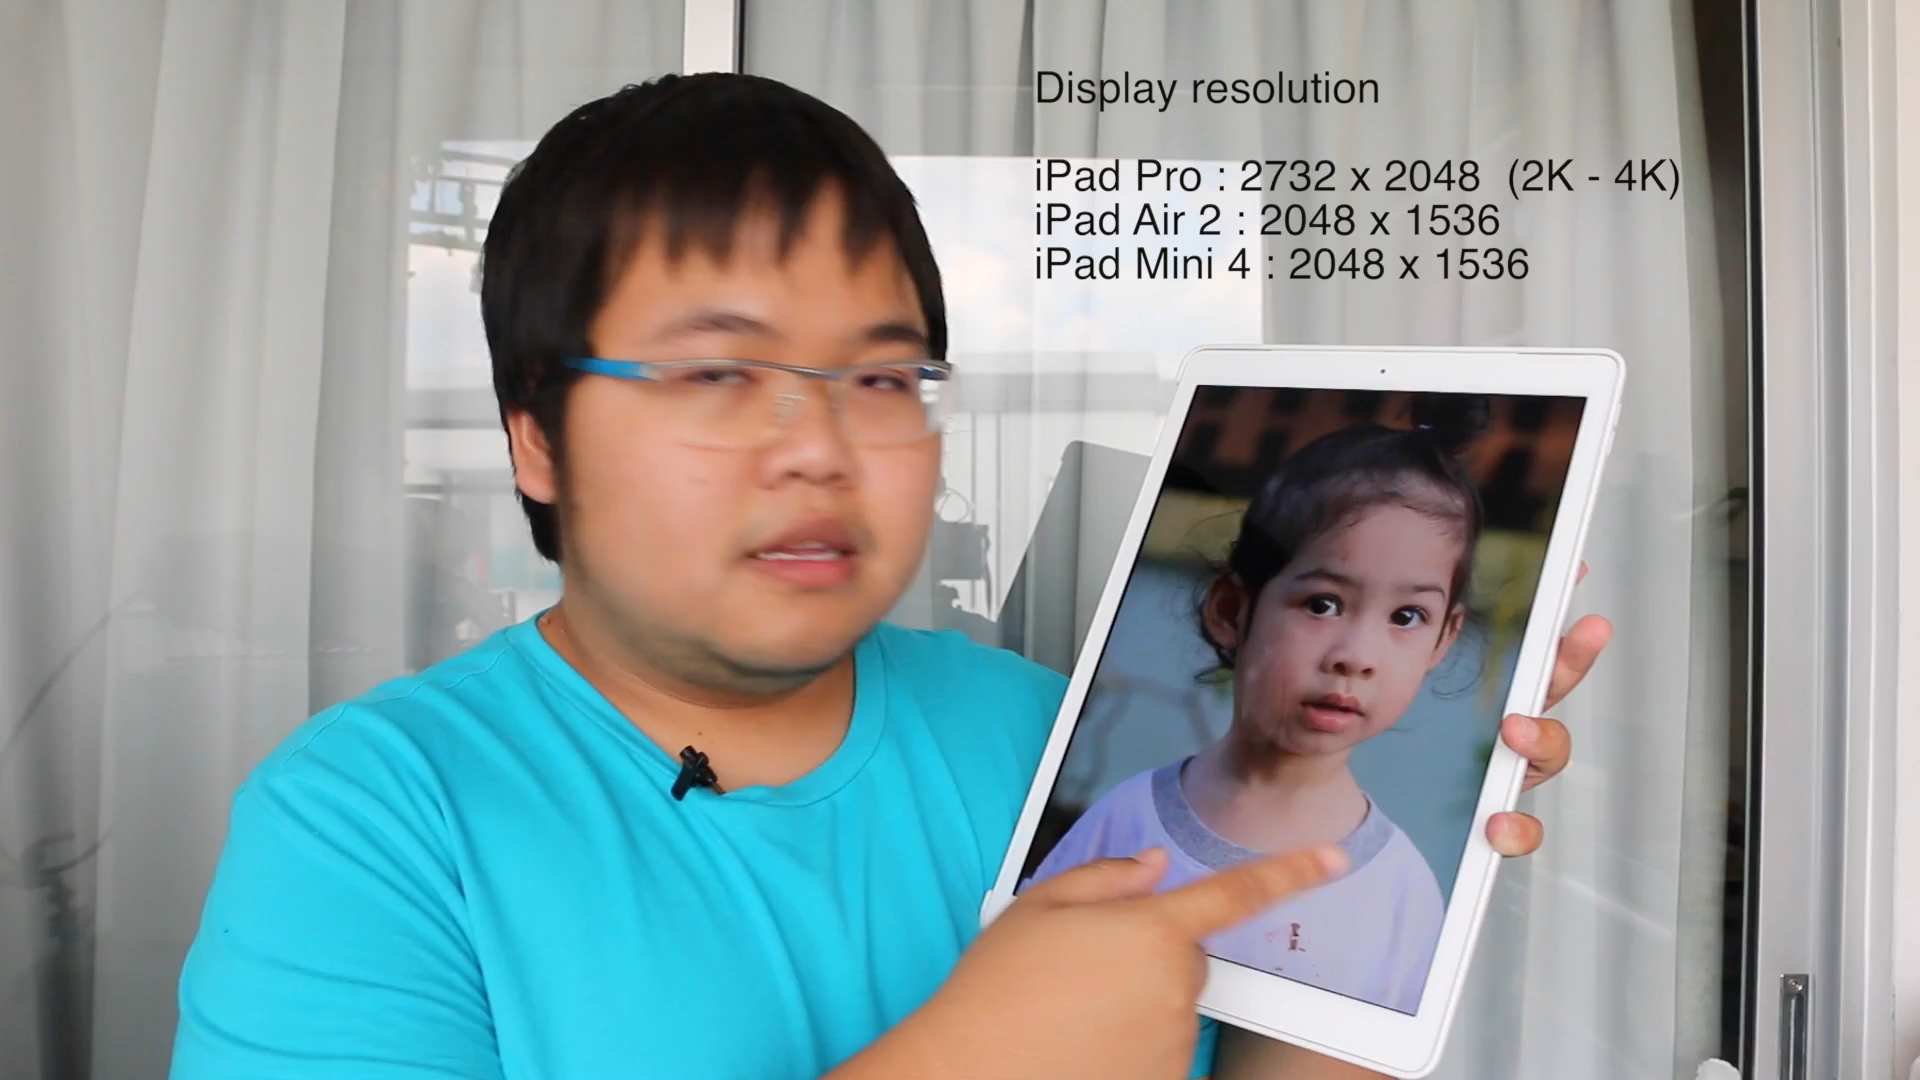 Display resolution
iPad Pro : 2732 x 2048  (2K - 4K)
iPad Air 2 : 2048 x 1536
iPad Mini 4 : 2048 x 1536